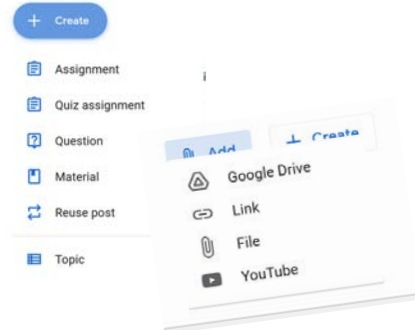 Create
Assignment
Quiz assignment
Question
Material
Reuse post
Topic
Add
Create
Google Drive
Link
File
YouTube